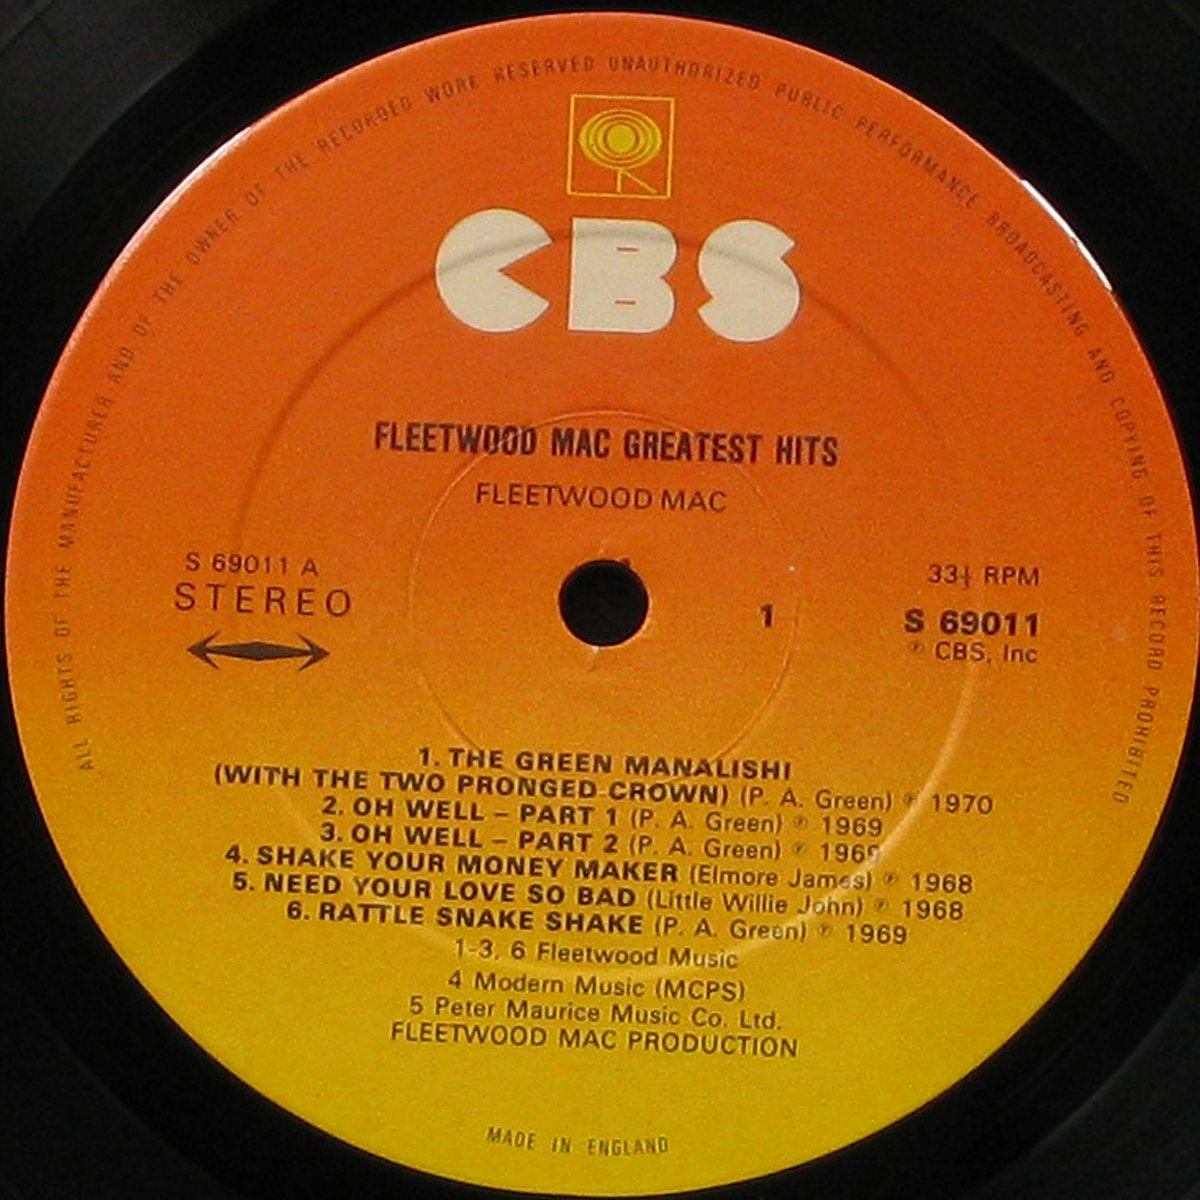 ALL RIGHTS OF THE MANUFACTURER AND OF THE OWNER OF THE RECORDED WORK RESERVED UNAUTHORIZED PUBLIC PERFORMANCE BROADCASTING AND COPYING OF THIS RECORD PROHIBITED
CBS
FLEETWOOD MAC GREATEST HITS
FLEETWOOD MAC
S 69011 A
STEREO
1
33⅓ RPM
S 69011
℗ CBS, Inc
1. THE GREEN MANALISHI
(WITH THE TWO PRONGED CROWN) (P. A. Green) ℗ 1970
2. OH WELL – PART 1 (P. A. Green) ℗ 1969
3. OH WELL – PART 2 (P. A. Green) ℗ 1969
4. SHAKE YOUR MONEY MAKER (Elmore James) ℗ 1968
5. NEED YOUR LOVE SO BAD (Little Willie John) ℗ 1968
6. RATTLE SNAKE SHAKE (P. A. Green) ℗ 1969
1-3, 6 Fleetwood Music
4 Modern Music (MCPS)
5 Peter Maurice Music Co. Ltd.
FLEETWOOD MAC PRODUCTION
MADE IN ENGLAND